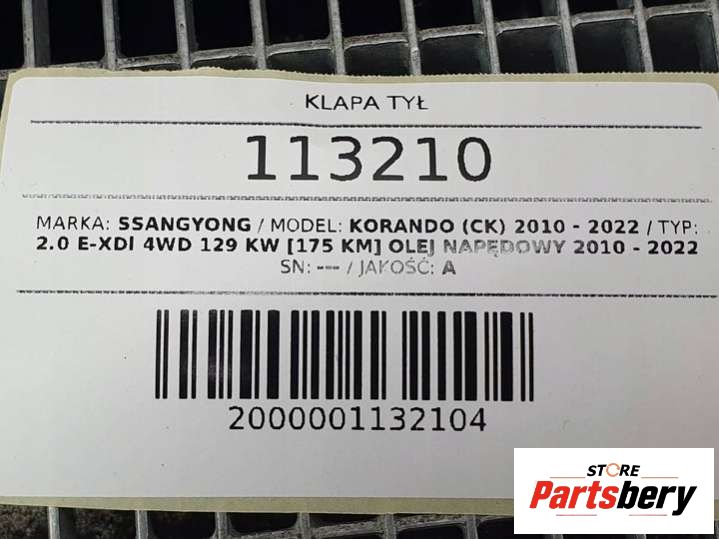 KLAPA TYŁ
113210
MARKA: SSANGYONG / MODEL: KORANDO (CK) 2010 - 2022 / TYP:
2.0 E-XDI 4WD 129 KW [175 KM] OLEJ NAPĘDOWY 2010 - 2022
SN: --- / JAKOŚĆ: A
2000001132104
STORE
Partsbery